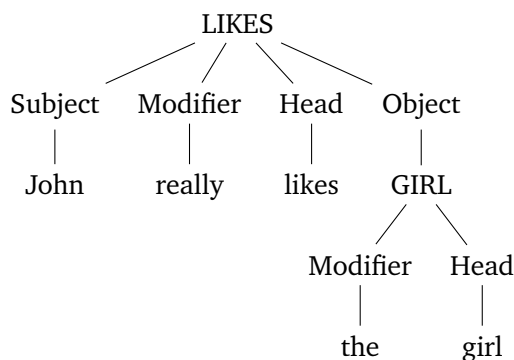 LIKES
Subject Modifier Head Object
John really likes GIRL
Modifier Head
the girl